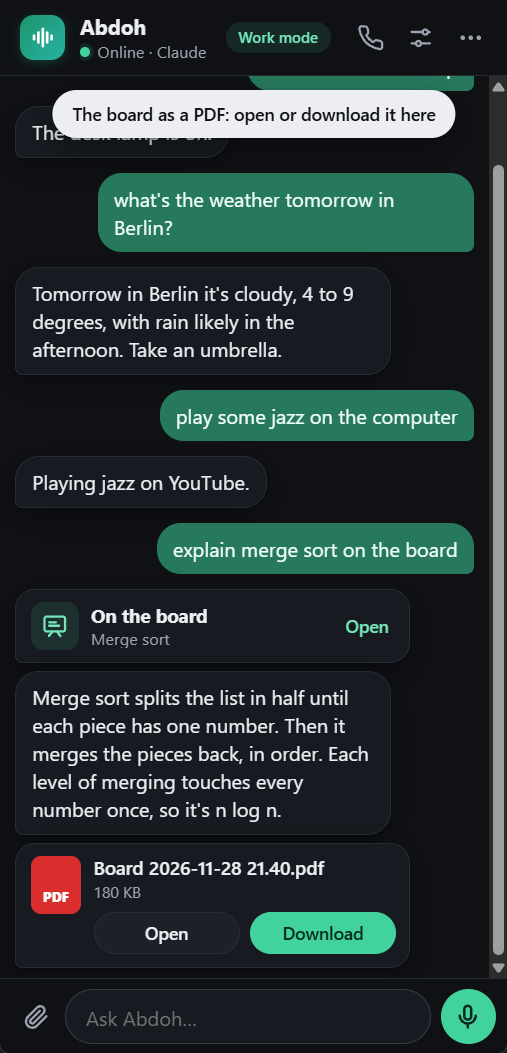 Abdoh
Online · Claude
Work mode
The board as a PDF: open or download it here
The desk lamp is on.
what's the weather tomorrow in
Berlin?
Tomorrow in Berlin it's cloudy, 4 to 9
degrees, with rain likely in the
afternoon. Take an umbrella.
play some jazz on the computer
Playing jazz on YouTube.
explain merge sort on the board
On the board
Merge sort
Open
Merge sort splits the list in half until
each piece has one number. Then it
merges the pieces back, in order. Each
level of merging touches every
number once, so it's n log n.
PDF
Board 2026-11-28 21.40.pdf
180 KB
Open
Download
Ask Abdoh...